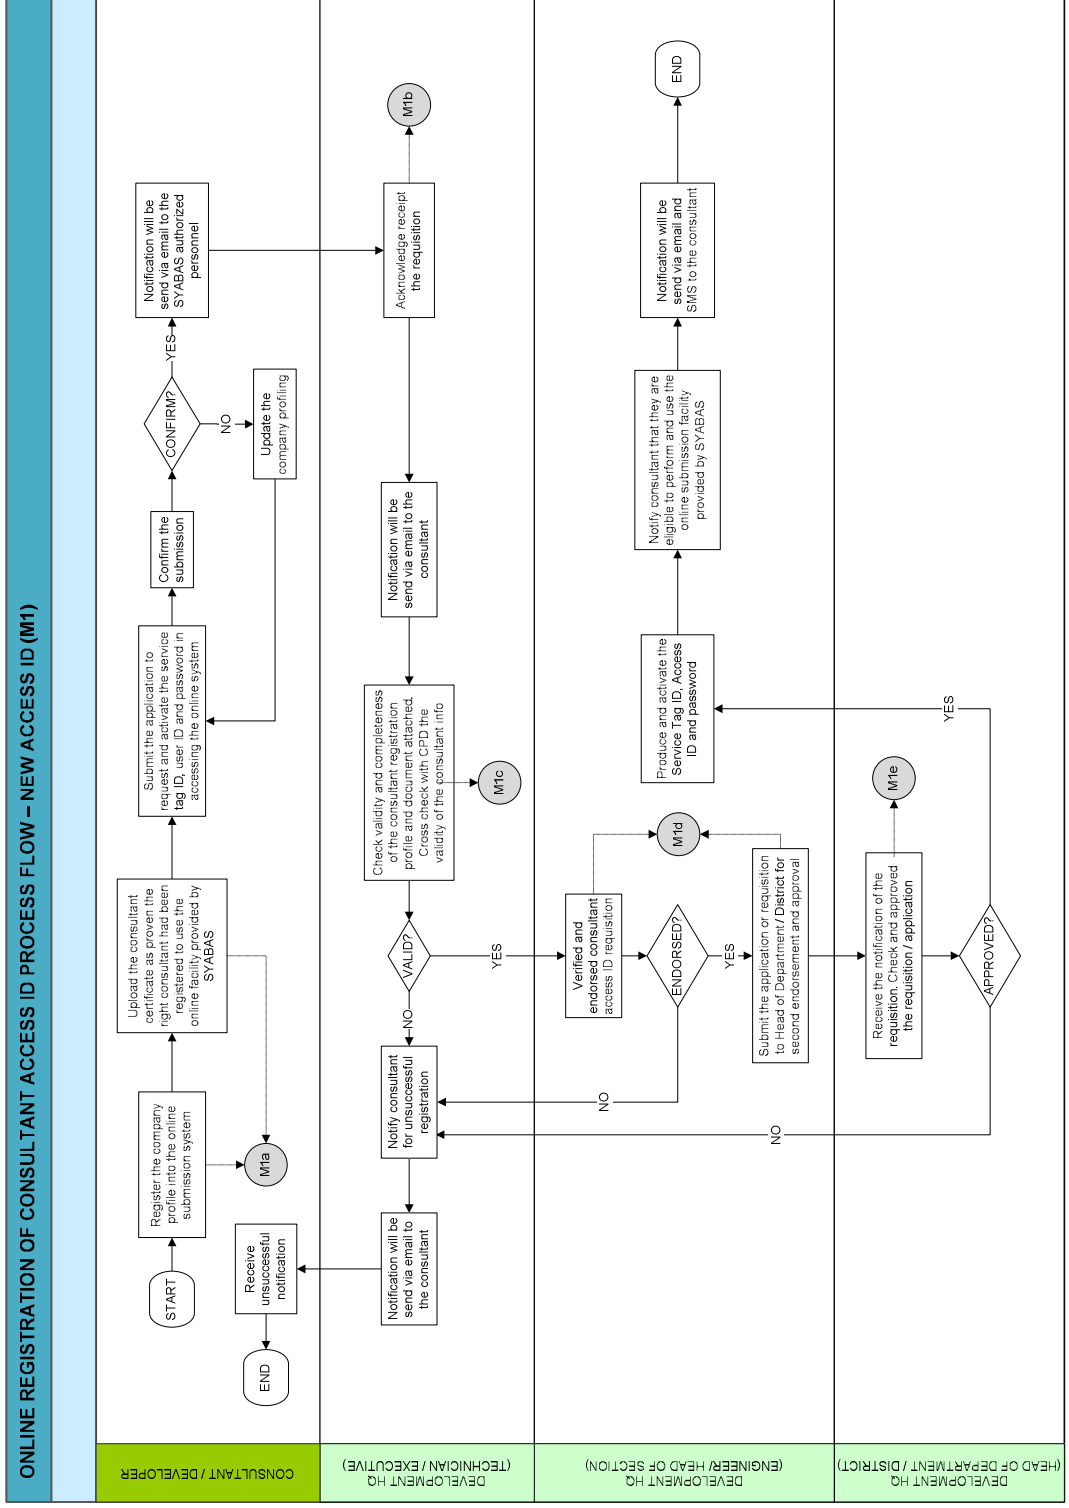 ONLINE REGISTRATION OF CONSULTANT ACCESS ID PROCESS FLOW – NEW ACCESS ID (M1)
CONSULTANT / DEVELOPER
START
Register the company
profile into the online
submission system
Upload the consultant
certificate as proven the
right consultant had been
registered to use the
online facility provided by
SYABAS
M1a
Submit the application to
request and activate the service
tag ID, user ID and password in
accessing the online system
Confirm the
submission
CONFIRM?
YES
NO
Update the
company profiling
Notification will be
send via email to the
SYABAS authorized
personnel
Receive
unsuccessful
notification
END
DEVELOPMENT HQ
(TECHNICIAN / EXECUTIVE)
Acknowledge receipt
the requisition
M1b
Notification will be
send via email to the
consultant
Check validity and completeness
of the consultant registration
profile and document attached.
Cross check with CPD the
validity of the consultant info
M1c
VALID?
YES
NO
Notify consultant
for unsuccessful
registration
Notification will be
send via email to
the consultant
DEVELOPMENT HQ
(ENGINEER/ HEAD OF SECTION)
Verified and
endorsed consultant
access ID requisition
M1d
ENDORSED?
YES
NO
Submit the application or requisition
to Head of Department / District for
second endorsement and approval
Produce and activate the
Service Tag ID, Access
ID and password
Notify consultant that they are
eligible to perform and use the
online submission facility
provided by SYABAS
Notification will be
send via email and
SMS to the consultant
END
DEVELOPMENT HQ
(HEAD OF DEPARTMENT / DISTRICT)
Receive the notification of the
requisition. Check and approved
the requisition / application
M1e
APPROVED?
YES
NO